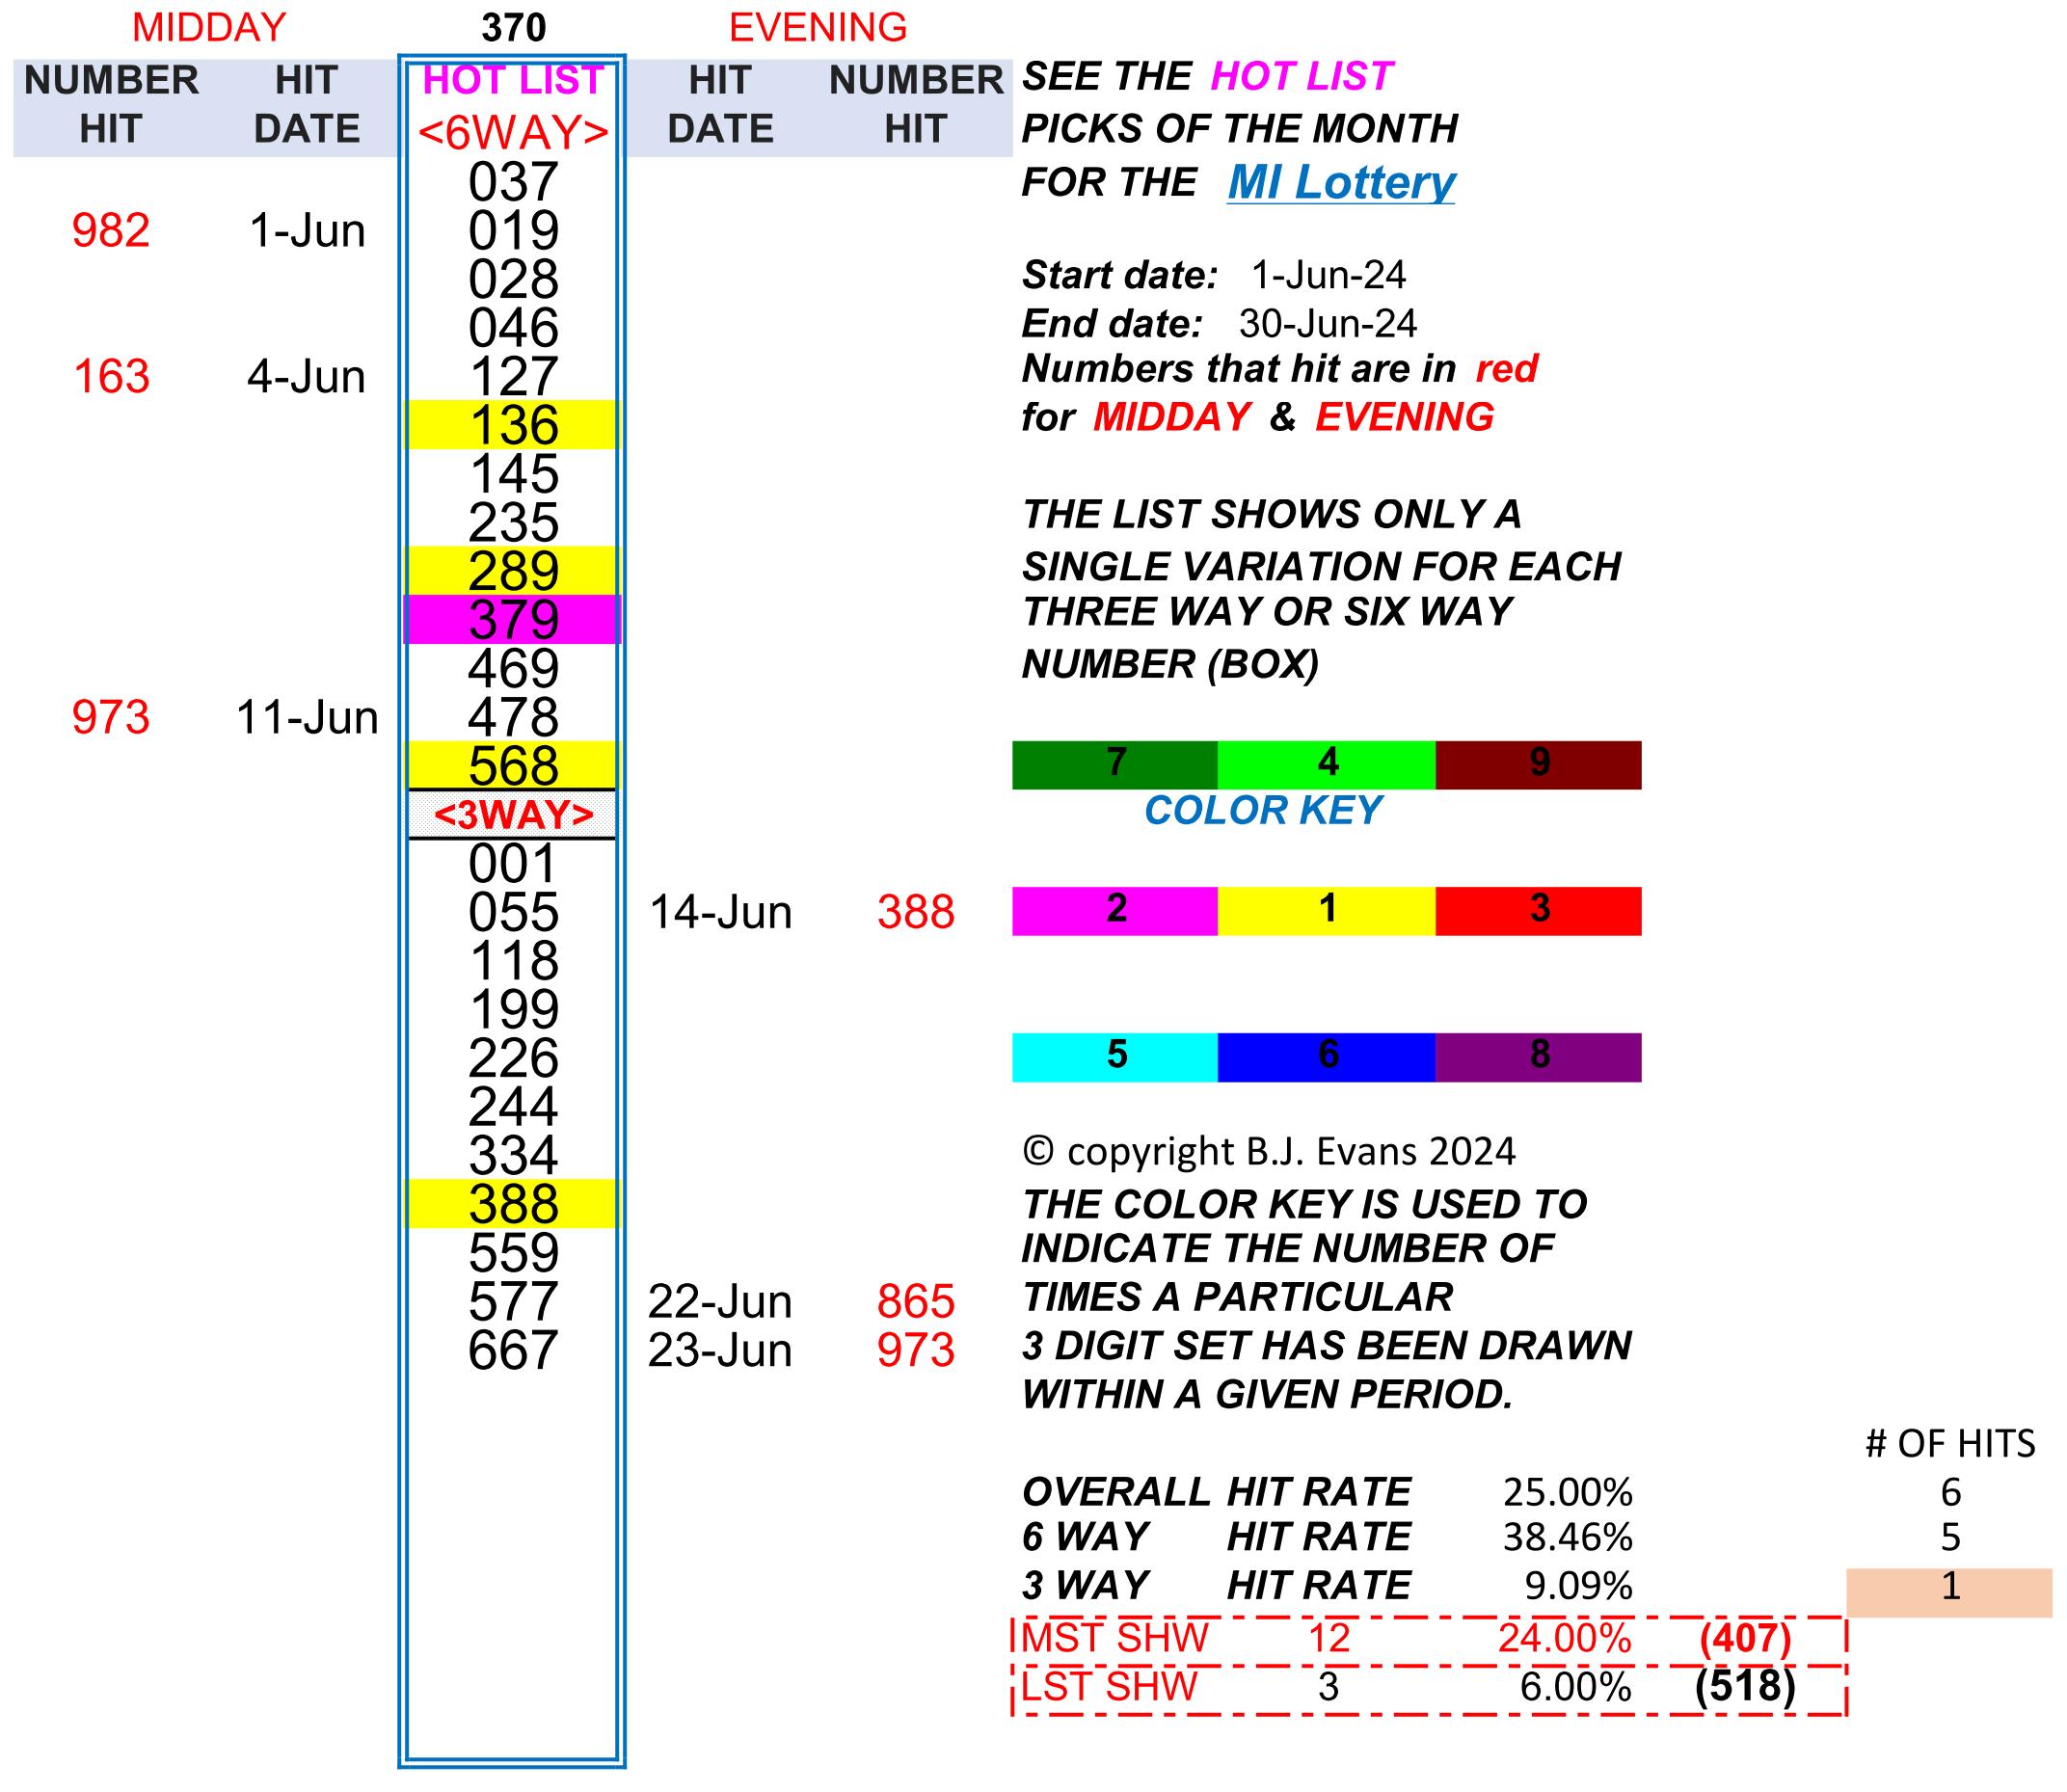 MIDDAY 370 EVENING
NUMBER HIT HOT LIST HIT NUMBER SEE THE HOT LIST
HIT DATE <6WAY> DATE HIT PICKS OF THE MONTH
037 FOR THE MI Lottery
982 1-Jun 019
028 Start date: 1-Jun-24
046 End date: 30-Jun-24
163 4-Jun 127 Numbers that hit are in red
136 for MIDDAY & EVENING
145
235 THE LIST SHOWS ONLY A
289 SINGLE VARIATION FOR EACH
379 THREE WAY OR SIX WAY
469 NUMBER (BOX)
973 11-Jun 478
568 7 4 9
<3WAY> COLOR KEY
001
055 14-Jun 388 2 1 3
118
199
226 5 6 8
244
334 © copyright B.J. Evans 2024
388 THE COLOR KEY IS USED TO
559 INDICATE THE NUMBER OF
577 22-Jun 865 TIMES A PARTICULAR
667 23-Jun 973 3 DIGIT SET HAS BEEN DRAWN
WITHIN A GIVEN PERIOD.
# OF HITS
OVERALL HIT RATE 25.00% 6
6 WAY HIT RATE 38.46% 5
3 WAY HIT RATE 9.09% 1
MST SHW 12 24.00% (407)
LST SHW 3 6.00% (518)